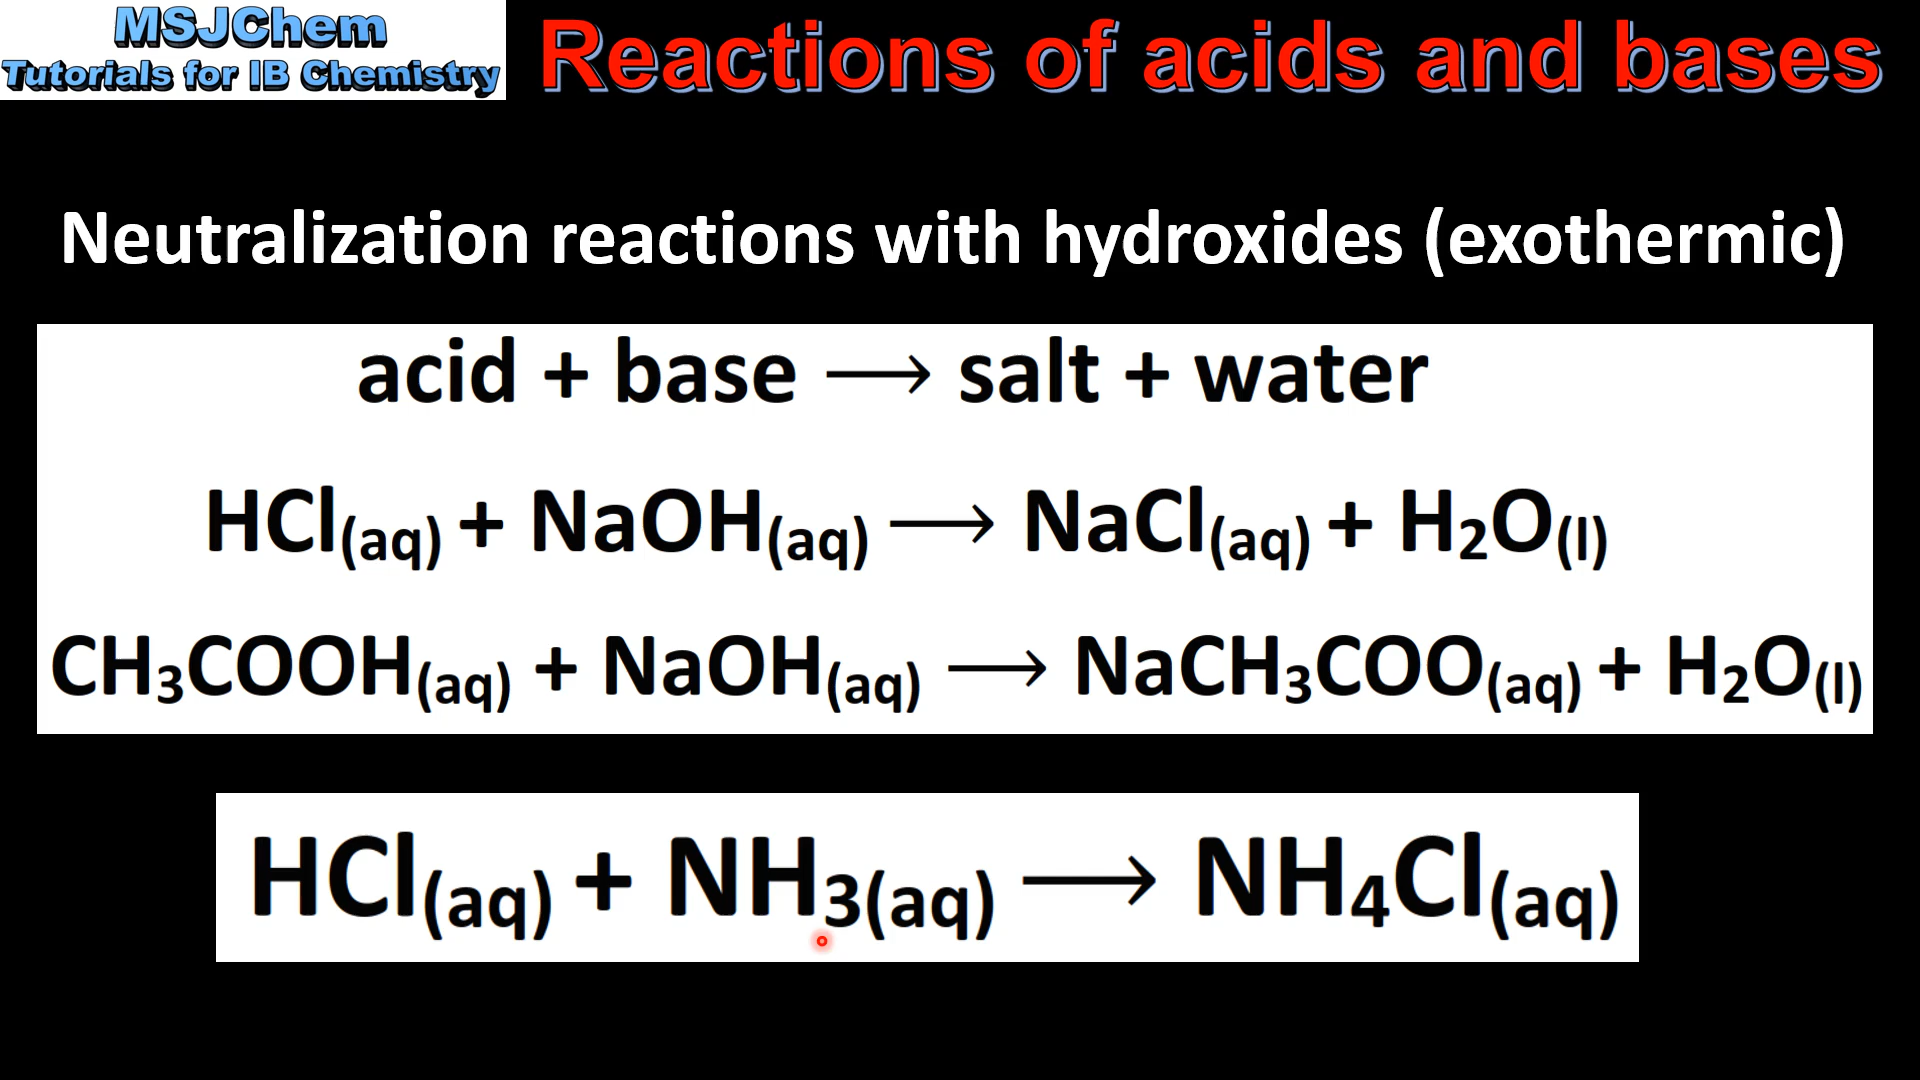 MSJChem
Tutorials for IB Chemistry
Reactions of acids and bases
Neutralization reactions with hydroxides (exothermic)
acid + base ⟶ salt + water
HCl(aq) + NaOH(aq) ⟶ NaCl(aq) + H₂O(l)
CH₃COOH(aq) + NaOH(aq) ⟶ NaCH₃COO(aq) + H₂O(l)
HCl(aq) + NH₃(aq) ⟶ NH₄Cl(aq)